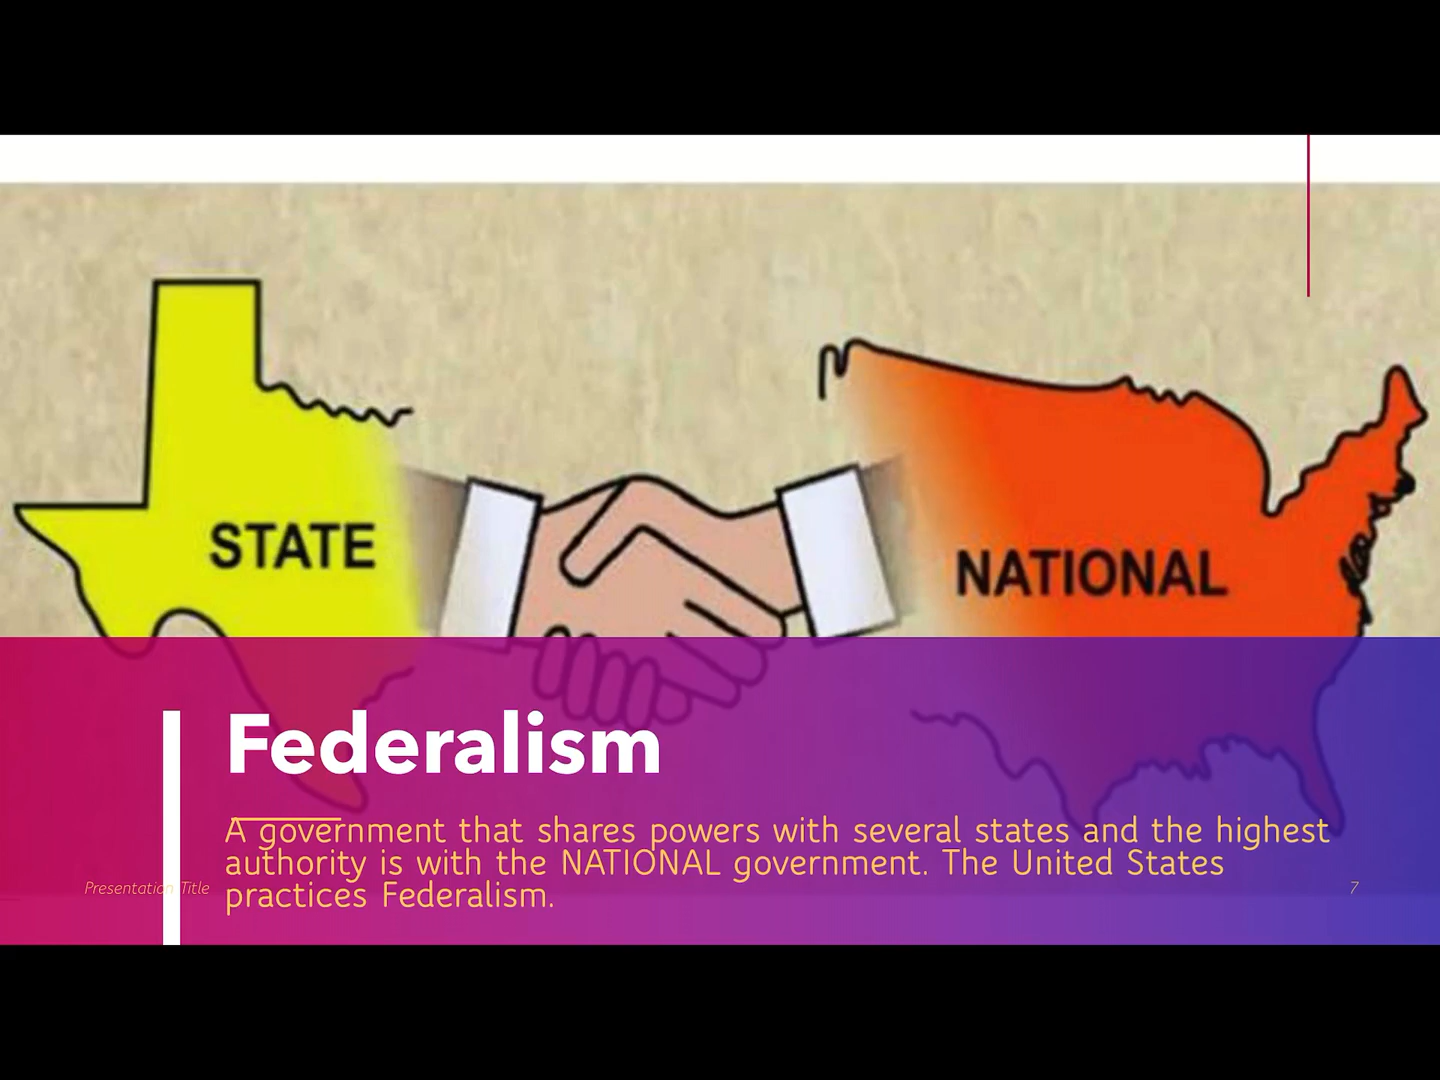 STATE
NATIONAL
Federalism
A government that shares powers with several states and the highest
authority is with the NATIONAL government. The United States
practices Federalism.
Presentation Title
7